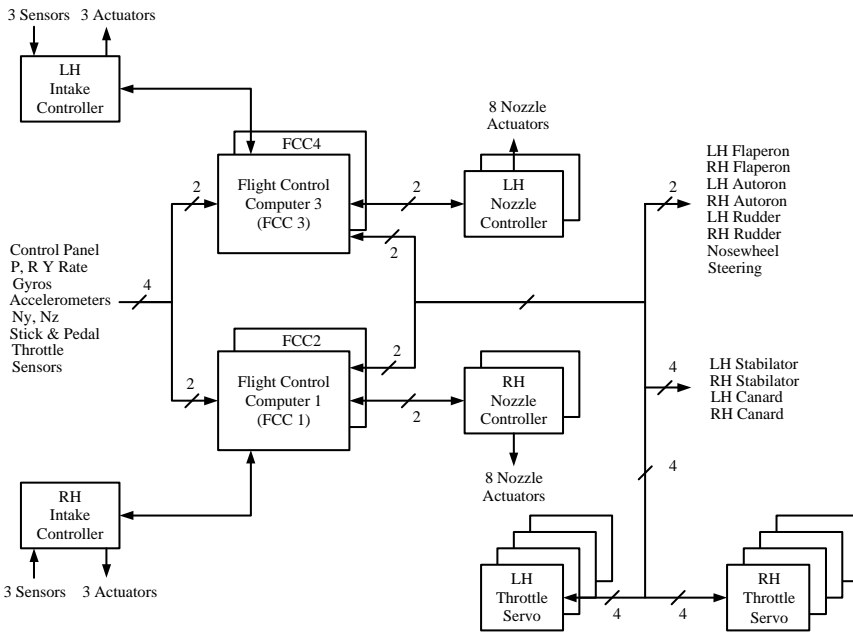 3 Sensors
3 Actuators
LH
Intake
Controller
FCC4
Flight Control
Computer 3
(FCC 3)
2
2
2
8 Nozzle
Actuators
LH
Nozzle
Controller
2
LH Flaperon
RH Flaperon
LH Autoron
RH Autoron
LH Rudder
RH Rudder
Nosewheel
Steering
Control Panel
P, R Y Rate
Gyros
Accelerometers
Ny, Nz
Stick & Pedal
Throttle
Sensors
4
2
FCC2
Flight Control
Computer 1
(FCC 1)
2
2
RH
Nozzle
Controller
8 Nozzle
Actuators
4
LH Stabilator
RH Stabilator
LH Canard
RH Canard
4
RH
Intake
Controller
3 Sensors
3 Actuators
LH
Throttle
Servo
4
4
RH
Throttle
Servo